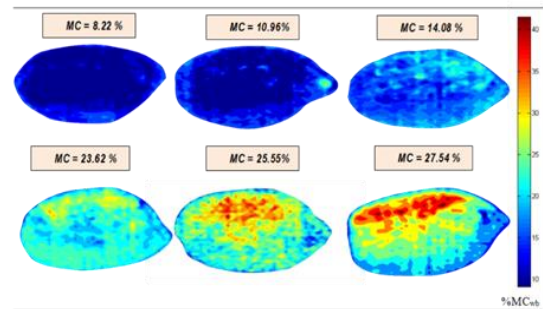 MC = 8.22 %
MC = 10.96%
MC = 14.08 %
40
35
30
25
20
15
10
MC = 23.62 %
MC = 25.55%
MC = 27.54 %
%MCwb